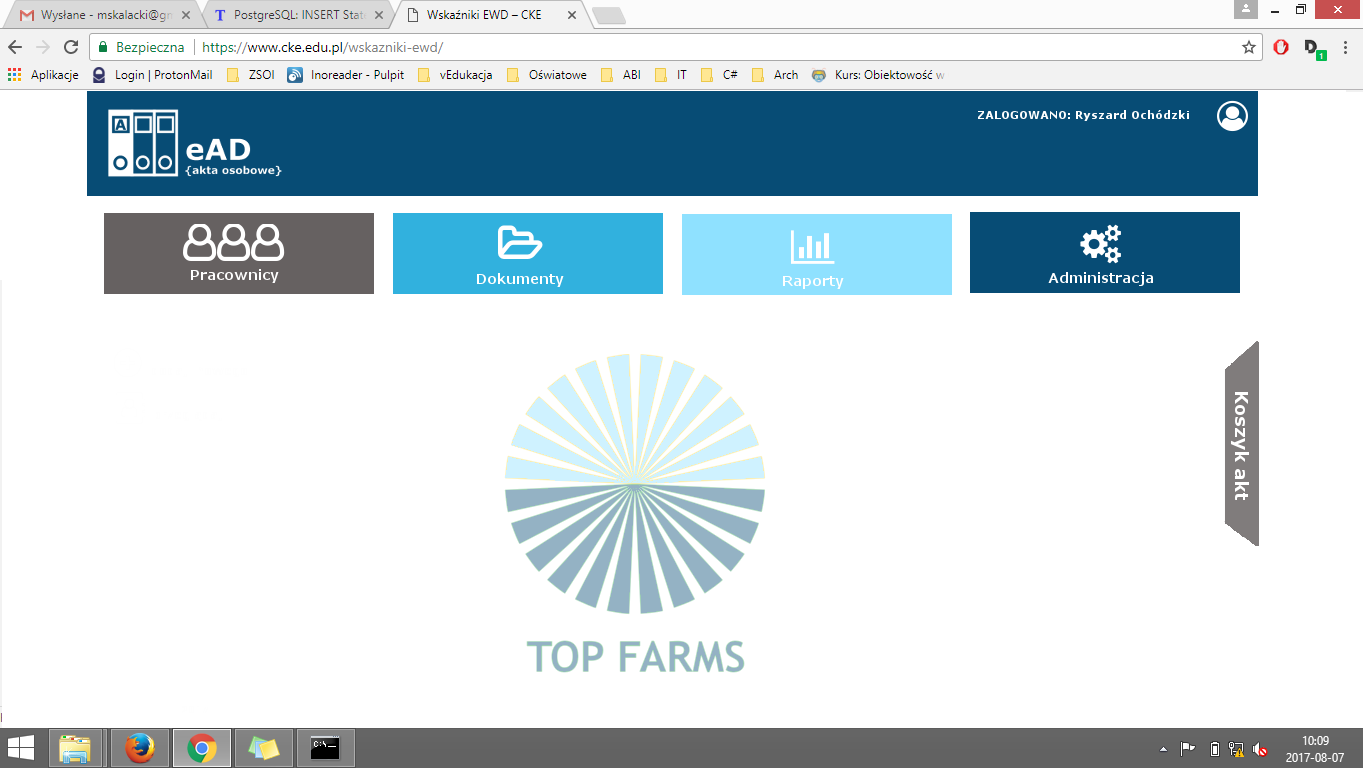 Wysłane - mskalacki@gm
PostgreSQL: INSERT Stat
Wskaźniki EWD – CKE
Bezpieczna
https://www.cke.edu.pl/wskazniki-ewd/
D
1
Aplikacje
Login | ProtonMail
ZSOI
Inoreader - Pulpit
vEdukacja
Oświatowe
ABI
IT
C#
Arch
Kurs: Obiektowość w
ZALOGOWANO: Ryszard Ochódzki
A
eAD
{akta osobowe}
Pracownicy
Dokumenty
Raporty
Administracja
Koszyk akt
TOP FARMS
C:\_
10:09
2017-08-07